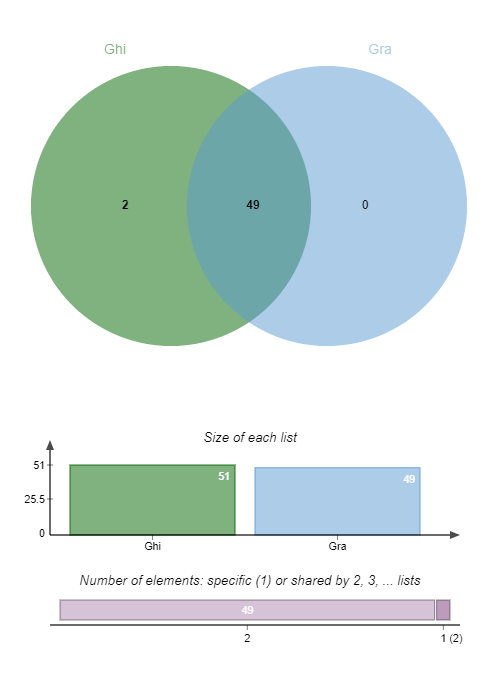 Ghi Gra
2 49 0
Size of each list
51
25.5
0
51
49
Ghi Gra
Number of elements: specific (1) or shared by 2, 3, ... lists
49
2 1 (2)